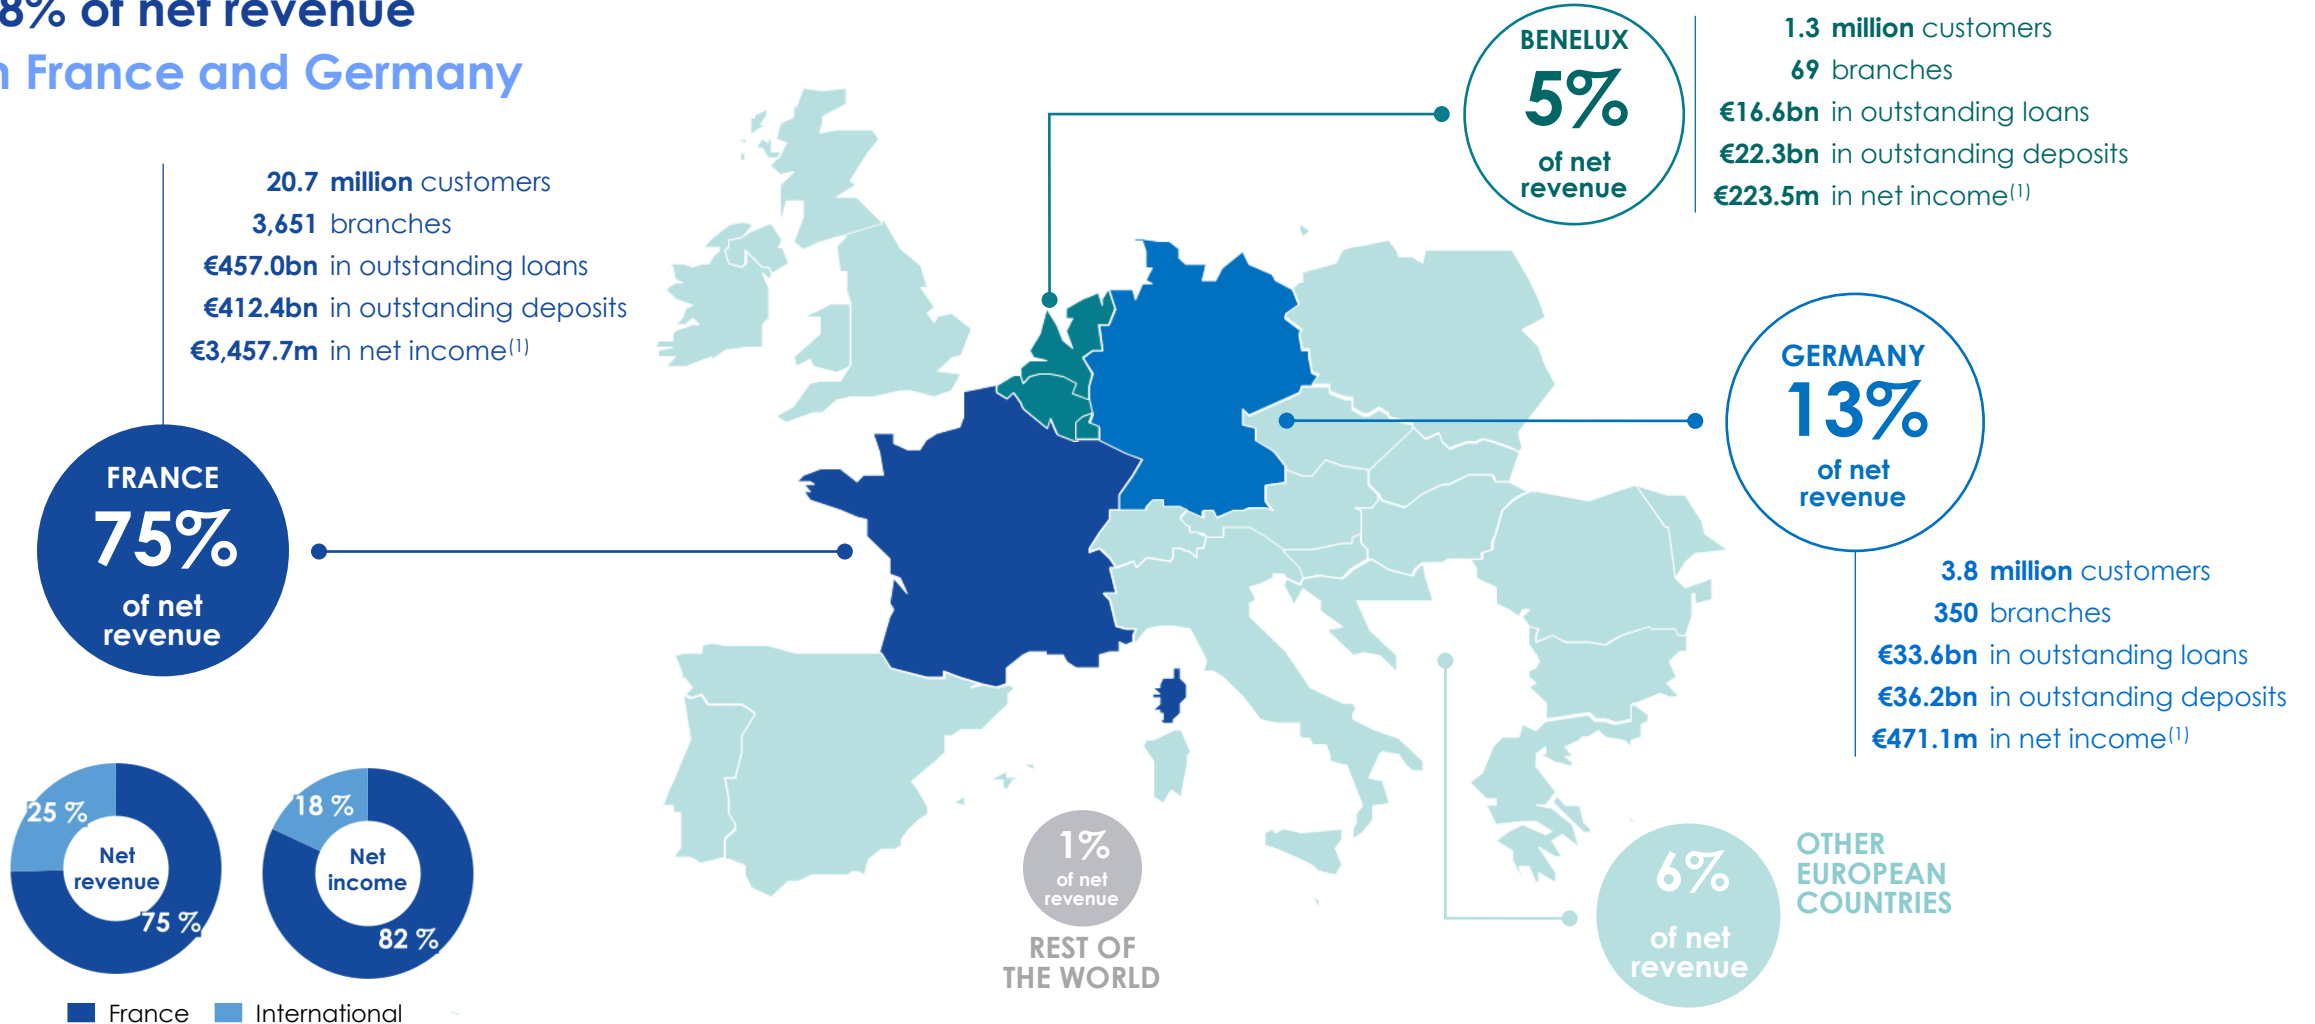 8% of net revenue
n France and Germany
20.7 million customers
3,651 branches
€457.0bn in outstanding loans
€412.4bn in outstanding deposits
€3,457.7m in net income(1)
FRANCE
75%
of net
revenue
BENELUX
5%
of net
revenue
1.3 million customers
69 branches
€16.6bn in outstanding loans
€22.3bn in outstanding deposits
€223.5m in net income(1)
GERMANY
13%
of net
revenue
3.8 million customers
350 branches
€33.6bn in outstanding loans
€36.2bn in outstanding deposits
€471.1m in net income(1)
25 %
Net
revenue
75 %
18 %
Net
income
82 %
France International
1%
of net
revenue
REST OF
THE WORLD
6%
of net
revenue
OTHER
EUROPEAN
COUNTRIES